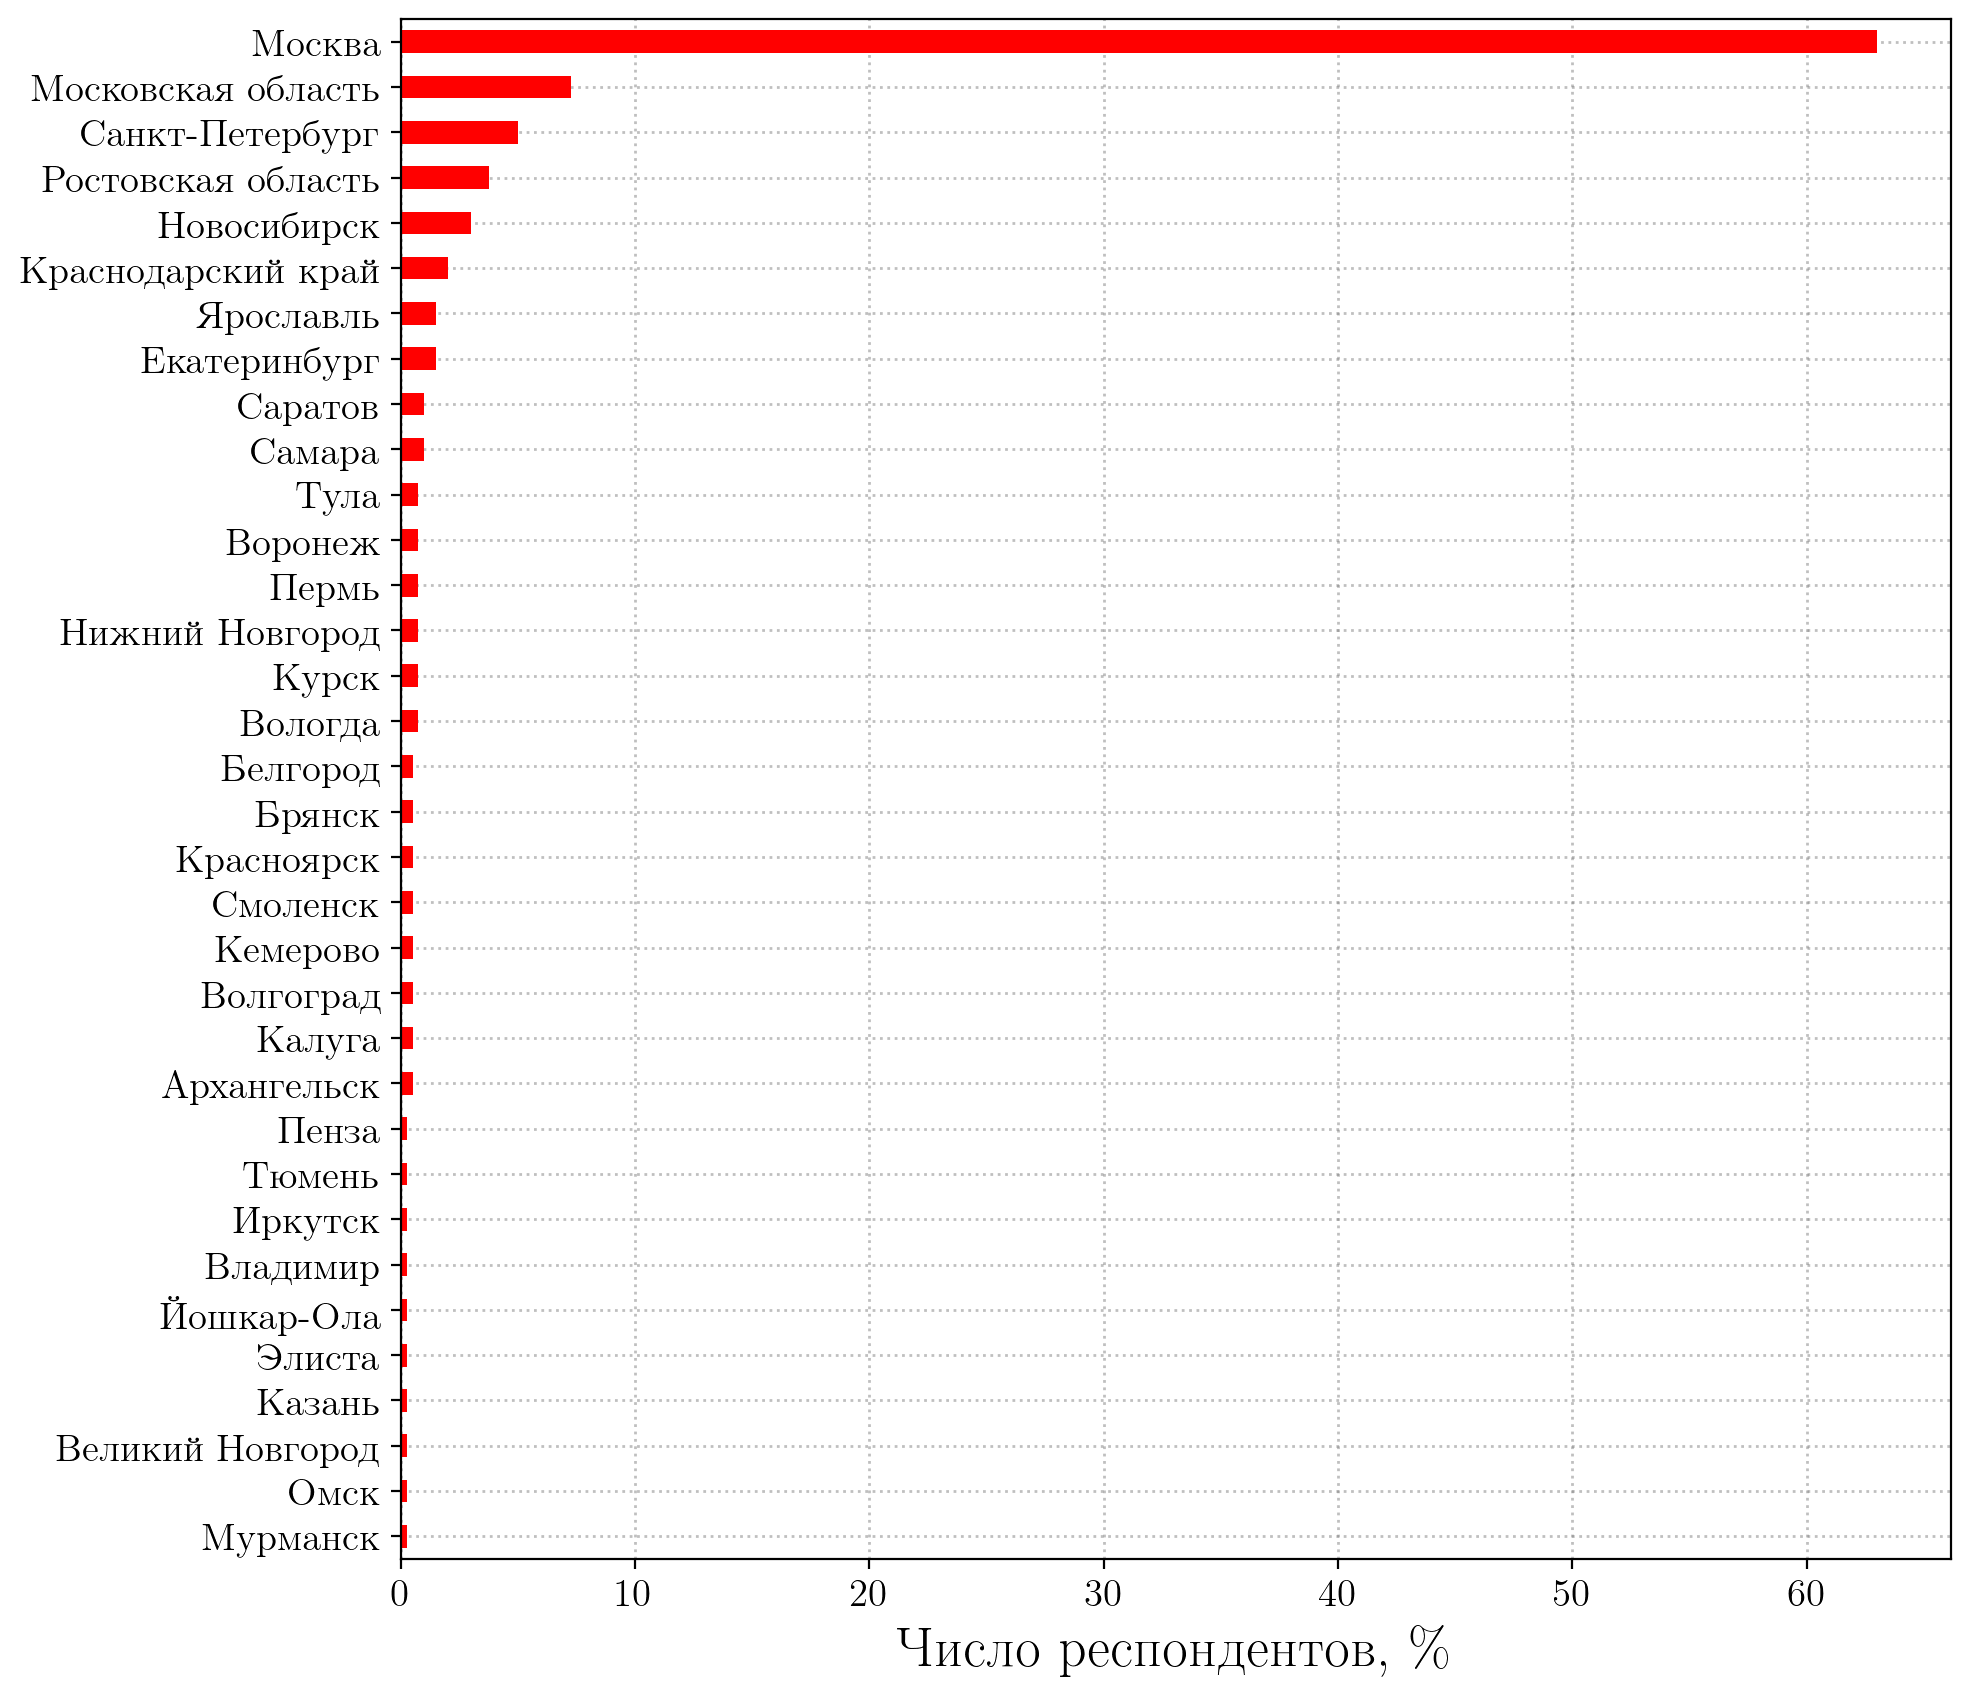 Москва
Московская область
Санкт-Петербург
Ростовская область
Новосибирск
Краснодарский край
Ярославль
Екатеринбург
Саратов
Самара
Тула
Воронеж
Пермь
Нижний Новгород
Курск
Вологда
Белгород
Брянск
Красноярск
Смоленск
Кемерово
Волгоград
Калуга
Архангельск
Пенза
Тюмень
Иркутск
Владимир
Йошкар-Ола
Элиста
Казань
Великий Новгород
Омск
Мурманск
0 10 20 30 40 50 60
Число респондентов, %